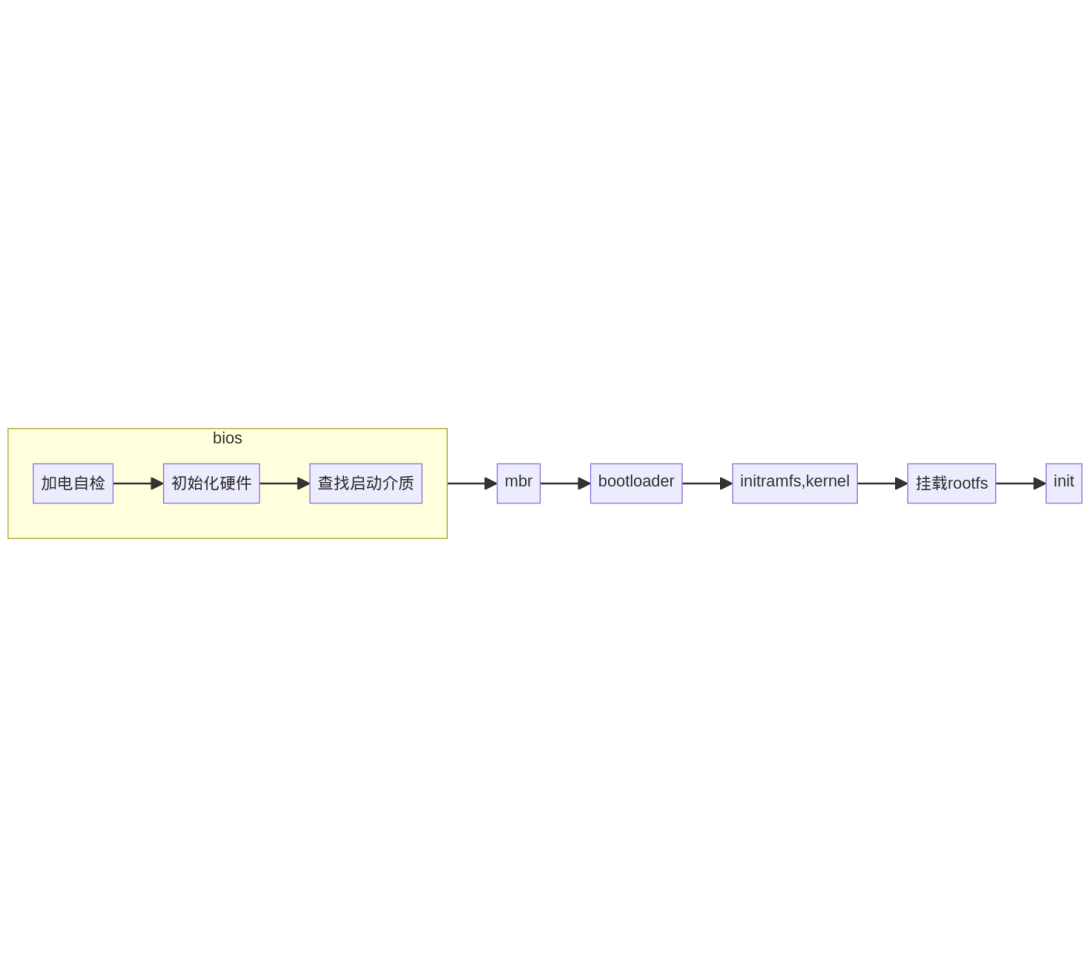 bios
加电自检
初始化硬件
查找启动介质
mbr
bootloader
initramfs,kernel
挂载rootfs
init